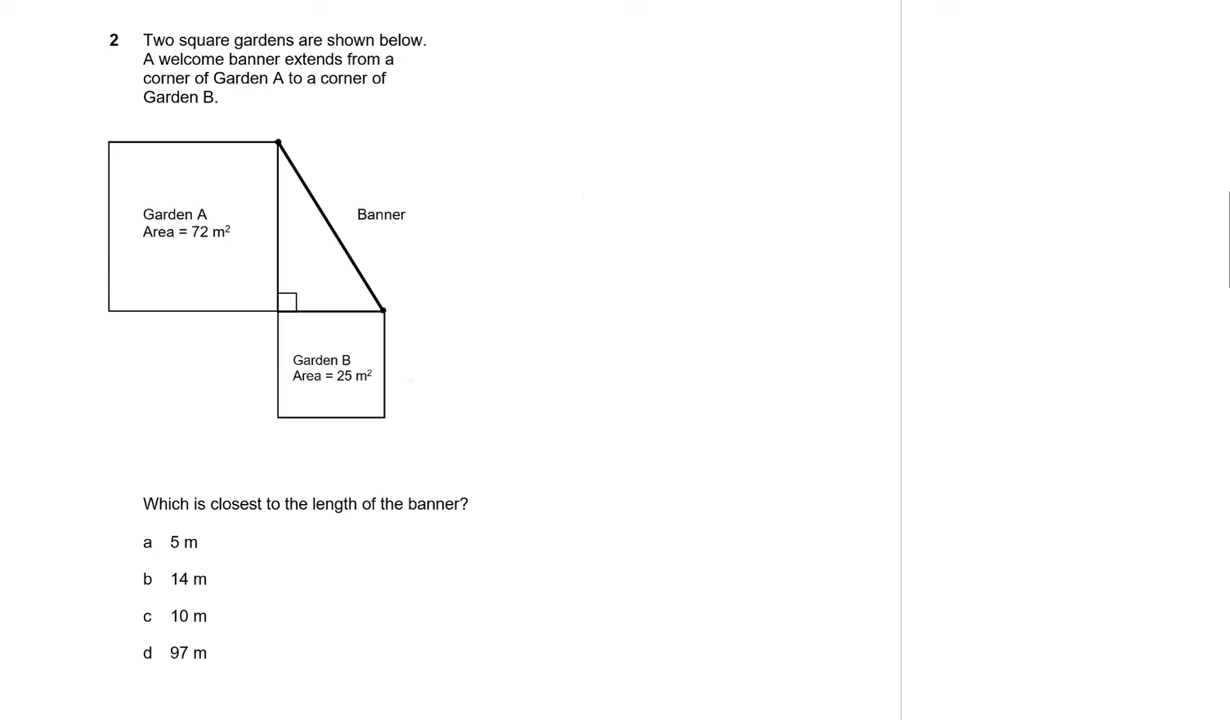 2 Two square gardens are shown below.
A welcome banner extends from a
corner of Garden A to a corner of
Garden B.
Garden A
Area = 72 m²
Banner
Garden B
Area = 25 m²
Which is closest to the length of the banner?
a 5 m
b 14 m
c 10 m
d 97 m